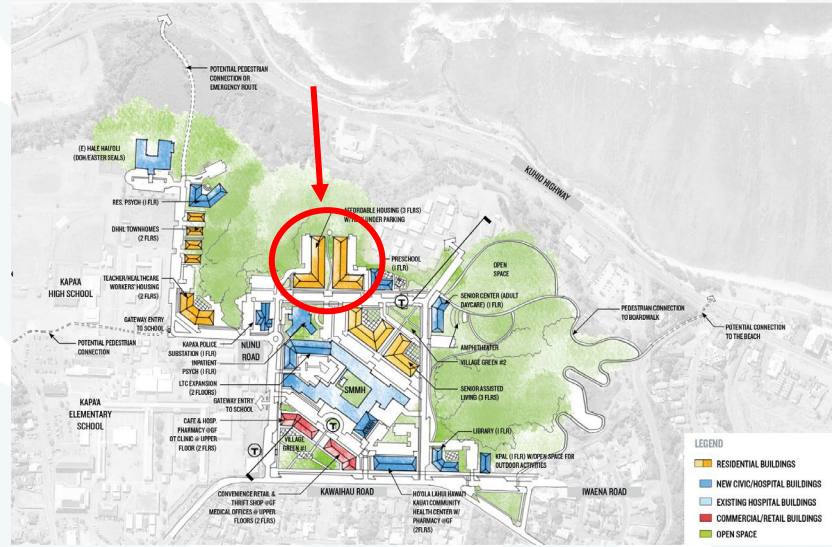 POTENTIAL PEDESTRIAN
CONNECTION OR
EMERGENCY ROUTE
(E) HALE HAU'OLI
(DOH/EASTER SEALS)
RES. PSYCH (1 FLR)
DHHL TOWNHOMES
(2 FLRS)
TEACHER/HEALTHCARE
WORKERS' HOUSING
(2 FLRS)
KAPA'A
HIGH SCHOOL
GATEWAY ENTRY
TO SCHOOL
POTENTIAL PEDESTRIAN
CONNECTION
KAPA'A
ELEMENTARY
SCHOOL
KAPAA POLICE
SUBSTATION (1 FLR)
INPATIENT
PSYCH (1 FLR)
NUNU
ROAD
LTC EXPANSION
(2 FLOORS)
GATEWAY ENTRY
TO SCHOOL
CAFE & HOSP.
PHARMACY @GF
OT CLINIC @ UPPER
FLOOR (2 FLRS)
VILLAGE
GREEN #1
CONVENIENCE RETAIL &
THRIFT SHOP @GF
MEDICAL OFFICES @ UPPER
FLOORS (2 FLRS)
KAWAIHAU ROAD
AFFORDABLE HOUSING (3 FLRS)
UNDER PARKING
PRESCHOOL
(1 FLR)
T
SMMH
T
T
KUHIO HIGHWAY
OPEN
SPACE
SENIOR CENTER (ADULT
DAYCARE) (1 FLR)
AMPHITHEATER
VILLAGE GREEN #2
SENIOR ASSISTED
LIVING (3 FLRS)
PEDESTRIAN CONNECTION
TO BOARDWALK
POTENTIAL CONNECTION
TO THE BEACH
LIBRARY (1 FLR)
KPAL (1 FLR) W/OPEN SPACE FOR
OUTDOOR ACTIVITIES
HO'OLA LAHUI HAWAI'I
KAUAI COMMUNITY
HEALTH CENTER W/
PHARMACY @GF
(2FLRS)
IWAENA ROAD
LEGEND
RESIDENTIAL BUILDINGS
NEW CIVIC/HOSPITAL BUILDINGS
EXISTING HOSPITAL BUILDINGS
COMMERCIAL/RETAIL BUILDINGS
OPEN SPACE